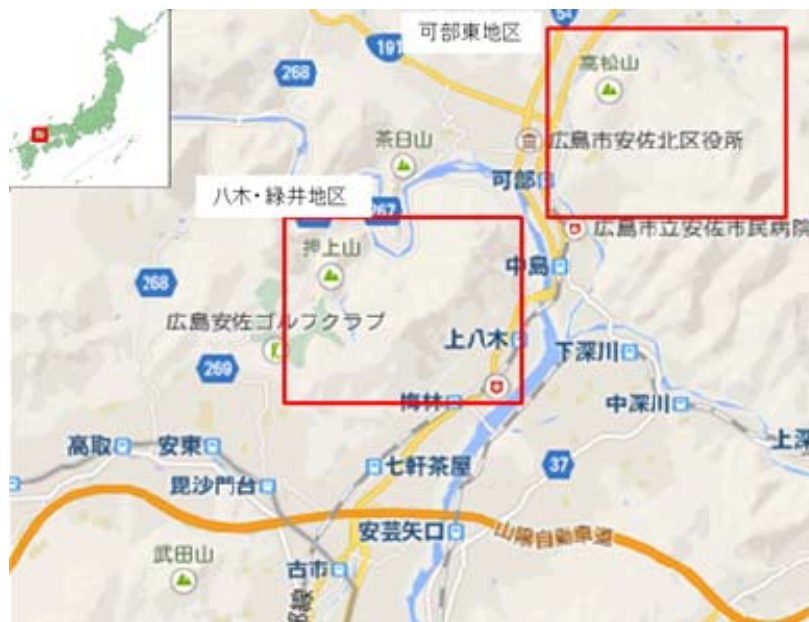 可部東地区
54
191
高松山
268
茶臼山
広島市安佐北区役所
可部
八木・緑井地区
267
広島市立安佐市民病院
押上山
中島
268
広島安佐ゴルフクラブ
上八木
下深川
269
梅林
中深川
高取
安東
上深
七軒茶屋
37
毘沙門台
安芸矢口
山陽自動車道
武田山
古市
部線